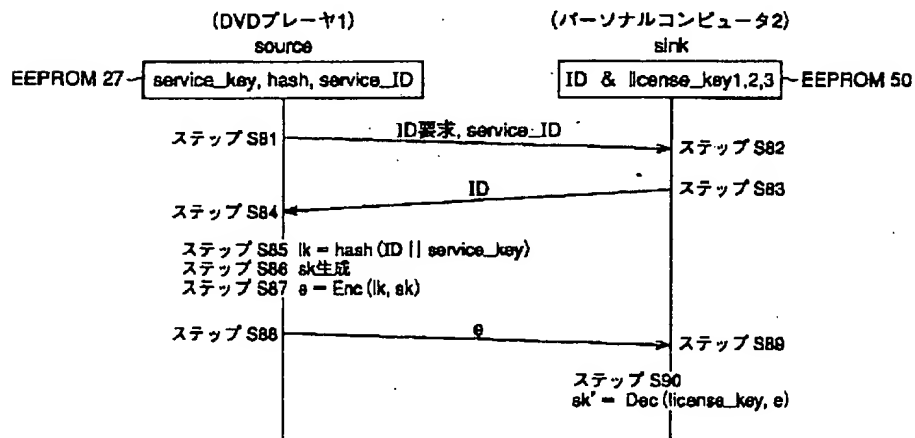 (DVDプレーヤ1)
source
(パーソナルコンピュータ2)
sink
EEPROM 27
service_key, hash, service_ID
ID & license_key1,2,3
EEPROM 50
ステップ S81
ID要求, service_ID
ステップ S82
ID
ステップ S83
ステップ S84
ステップ S85 lk = hash (ID || service_key)
ステップ S86 sk生成
ステップ S87 e = Enc (lk, sk)
ステップ S88
e
ステップ S89
ステップ S90
sk' = Dec (license_key, e)